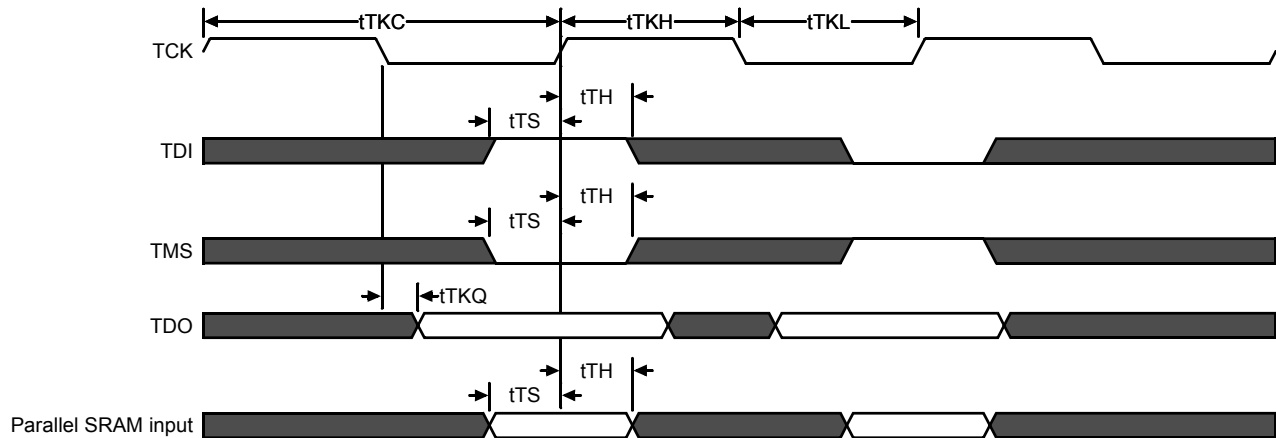 tTKC tTKH tTKL
TCK
tTH
tTS
TDI
tTH
tTS
TMS
tTKQ
TDO
tTH
tTS
Parallel SRAM input